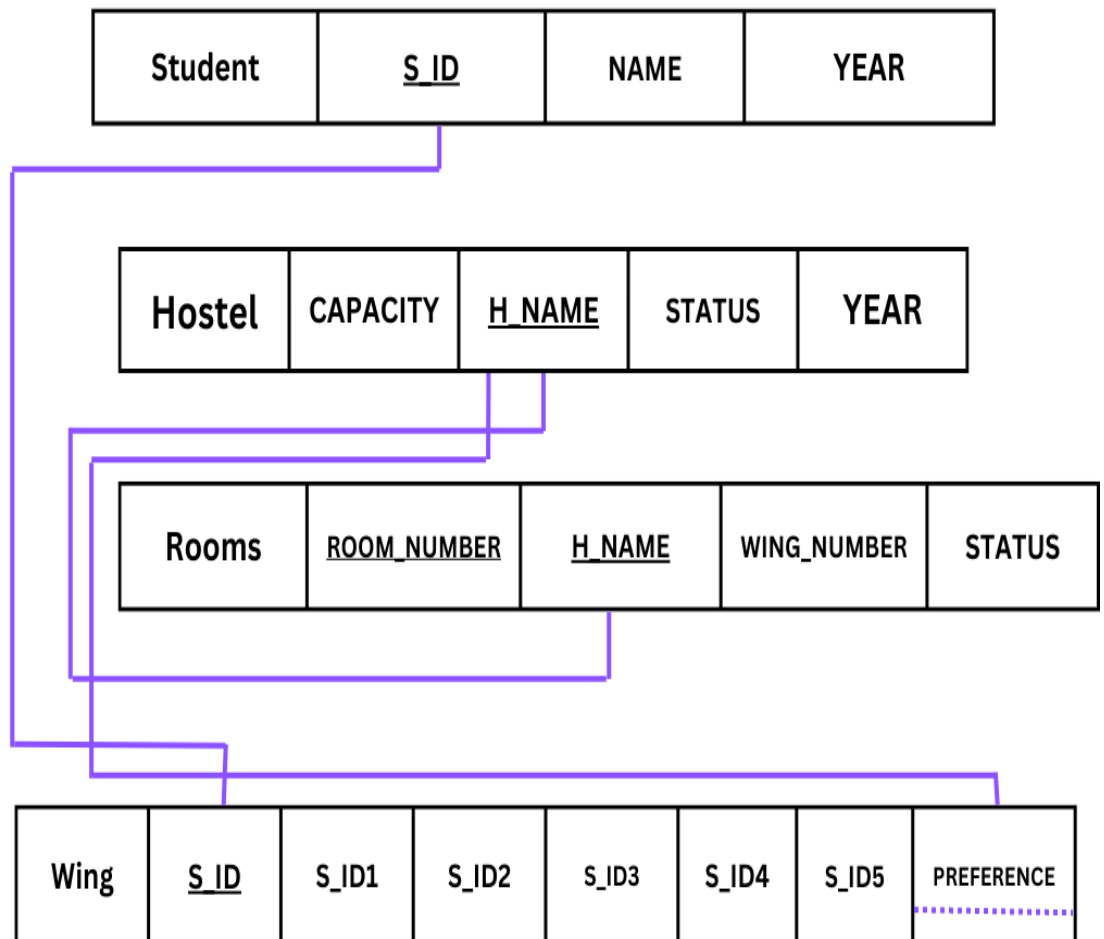 Student S_ID NAME YEAR
Hostel CAPACITY H_NAME STATUS YEAR
Rooms ROOM_NUMBER H_NAME WING_NUMBER STATUS
Wing S_ID S_ID1 S_ID2 S_ID3 S_ID4 S_ID5 PREFERENCE